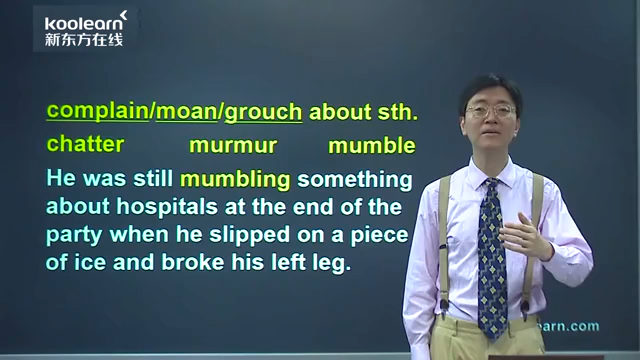 koolearn
新东方在线
complain/moan/grouch about sth.
chatter murmur mumble
He was still mumbling something
about hospitals at the end of the
party when he slipped on a piece
of ice and broke his left leg.
earn.com